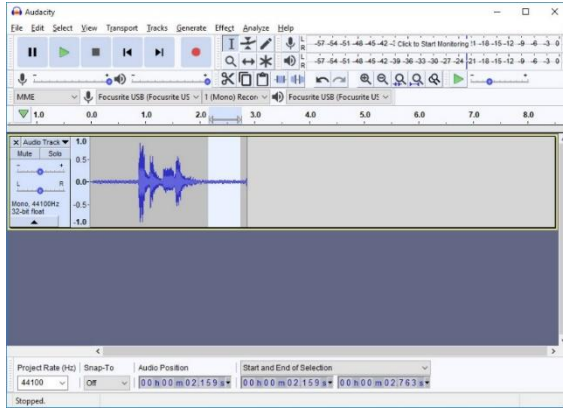 Audacity
File Edit Select View Transport Tracks Generate Effect Analyze Help
-57 -54 -51 -48 -45 -42 -3 Click to Start Monitoring !1 -18 -15 -12 -9 -6 -3 0
-57 -54 -51 -48 -45 -42 -39 -36 -33 -30 -27 -24 -21 -18 -15 -12 -9 -6 -3 0
L
R
L
R
MME Focusrite USB (Focusrite US 1 (Mono) Recor Focusrite USB (Focusrite US
1.0 0.0 1.0 2.0 3.0 4.0 5.0 6.0 7.0 8.0
X Audio Track 1.0
Mute Solo
0.5
- +
L R 0.0
Mono, 44100Hz -0.5
32-bit float
-1.0
Project Rate (Hz) Snap-To Audio Position Start and End of Selection
44100 Off 00 h 00 m 02.159 s 00 h 00 m 02.159 s 00 h 00 m 02.763 s
Stopped.